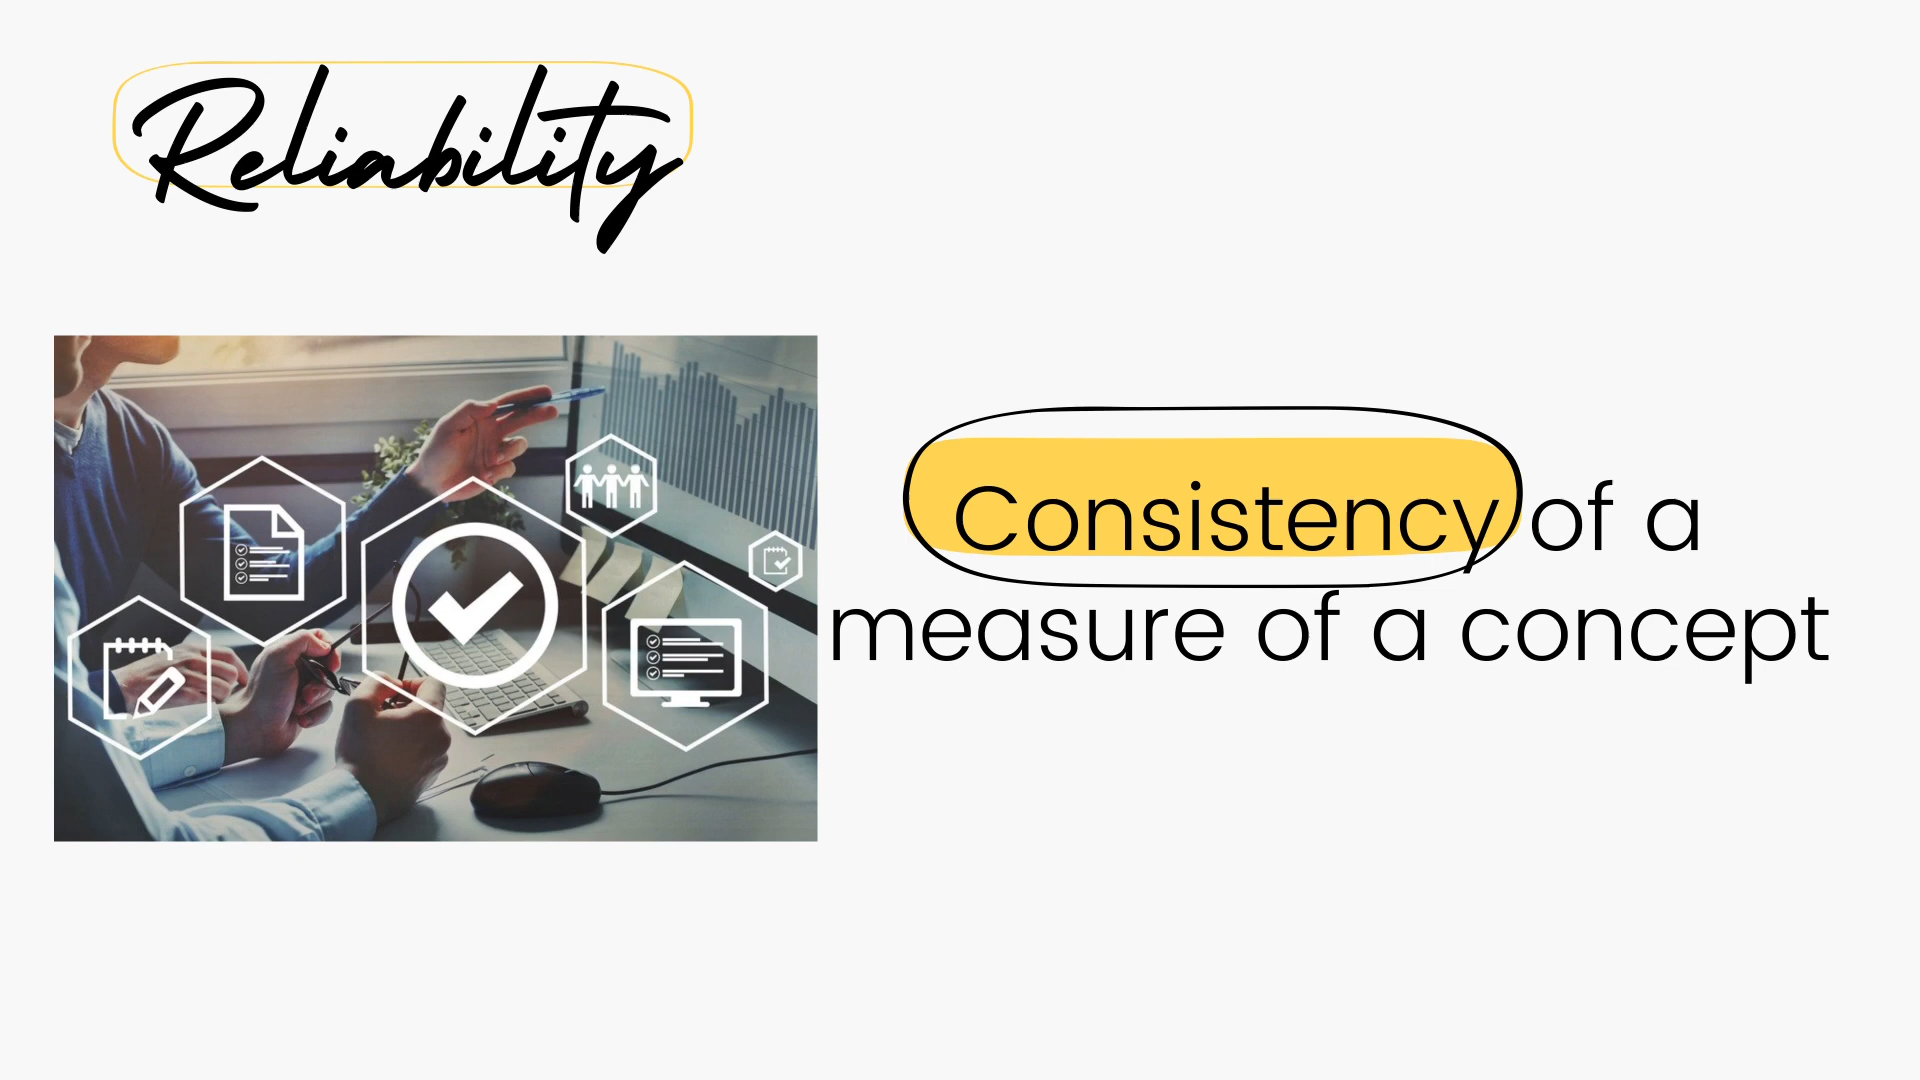 Reliability
Consistency of a
measure of a concept